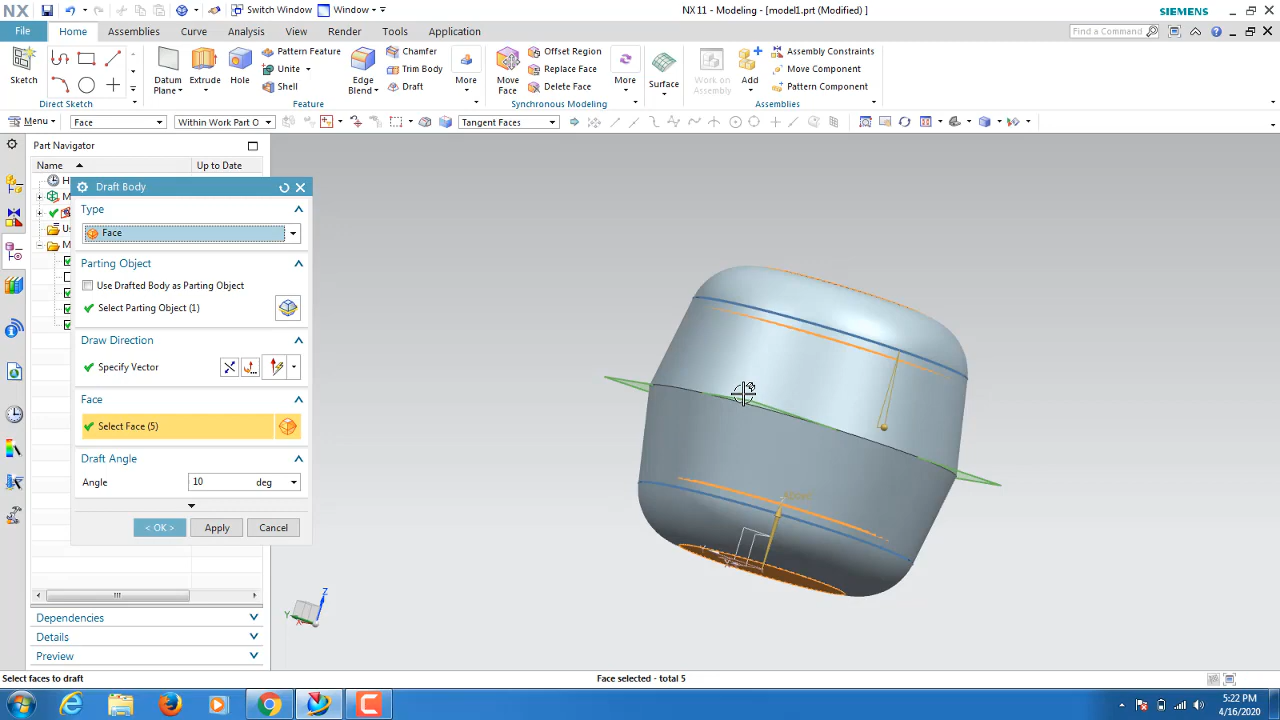 NX
Switch Window
Window
NX 11 - Modeling - [model1.prt (Modified) ]
SIEMENS
File
Home
Assemblies
Curve
Analysis
View
Render
Tools
Application
Find a Command
Sketch
Direct Sketch
Datum Plane
Extrude
Hole
Pattern Feature
Unite
Shell
Edge Blend
Chamfer
Trim Body
Draft
More
Feature
Move Face
Offset Region
Replace Face
Delete Face
More
Synchronous Modeling
Surface
Work on Assembly
Add
Assembly Constraints
Move Component
Pattern Component
Assemblies
Menu
Face
Within Work Part O
Tangent Faces
Part Navigator
Name
Up to Date
H
M
Us
M
Draft Body
Type
Face
Parting Object
Use Drafted Body as Parting Object
Select Parting Object (1)
Draw Direction
Specify Vector
Face
Select Face (5)
Draft Angle
Angle
10
deg
< OK >
Apply
Cancel
Z
Y
X
Dependencies
Details
Preview
Select faces to draft
Face selected - total 5
5:22 PM
4/16/2020